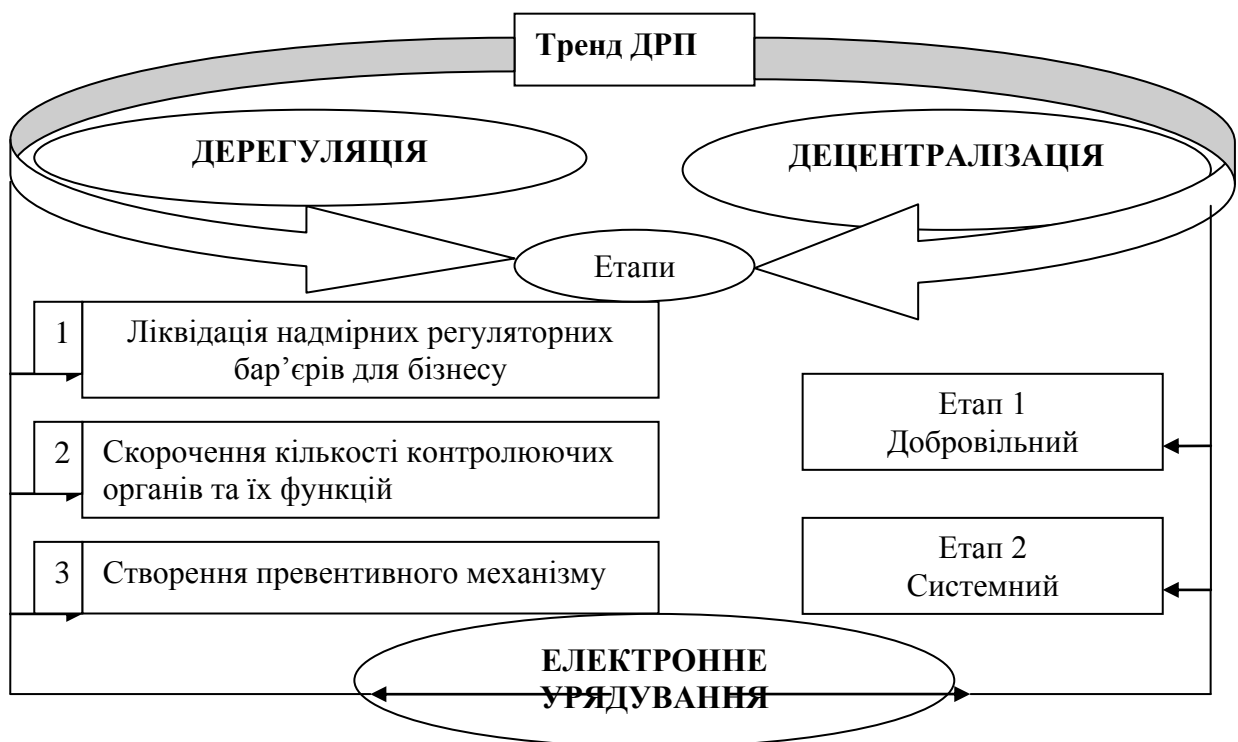 Тренд ДРП
ДЕРЕГУЛЯЦІЯ
ДЕЦЕНТРАЛІЗАЦІЯ
Етапи
1
Ліквідація надмірних регуляторних
бар’єрів для бізнесу
2
Скорочення кількості контролюючих
органів та їх функцій
3
Створення превентивного механізму
Етап 1
Добровільний
Етап 2
Системний
ЕЛЕКТРОННЕ
УРЯДУВАННЯ